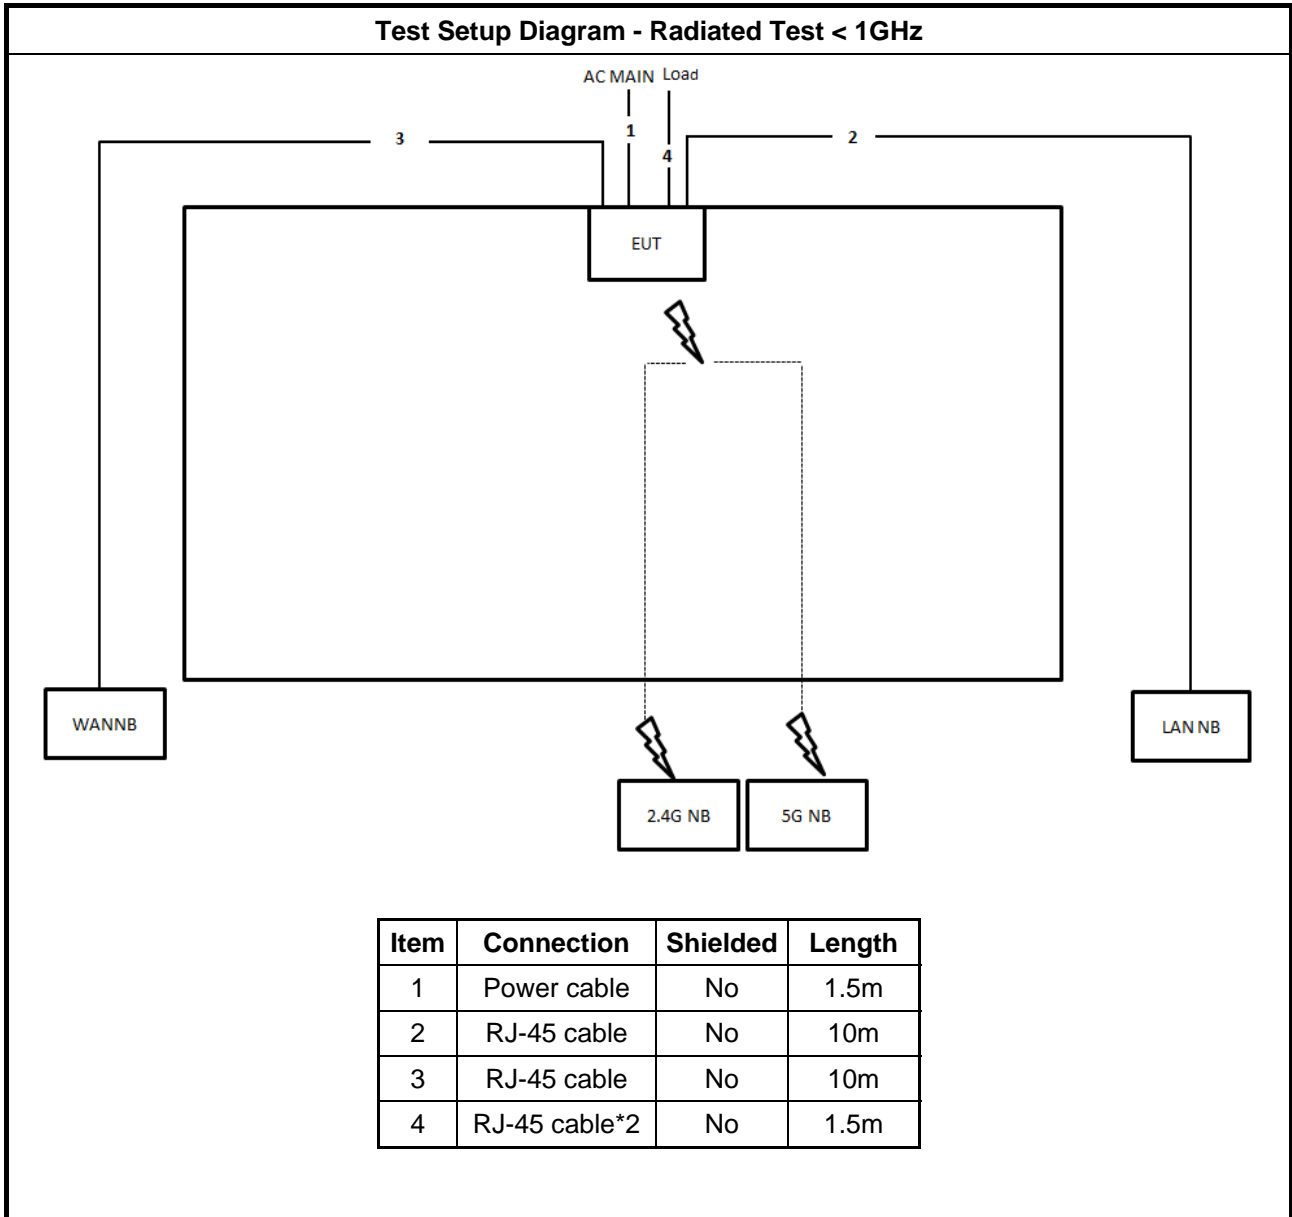 Test Setup Diagram - Radiated Test < 1GHz
AC MAIN Load
3
1
2
4
EUT
WANNB
LAN NB
2.4G NB
5G NB
Item Connection Shielded Length
1 Power cable No 1.5m
2 RJ-45 cable No 10m
3 RJ-45 cable No 10m
4 RJ-45 cable*2 No 1.5m